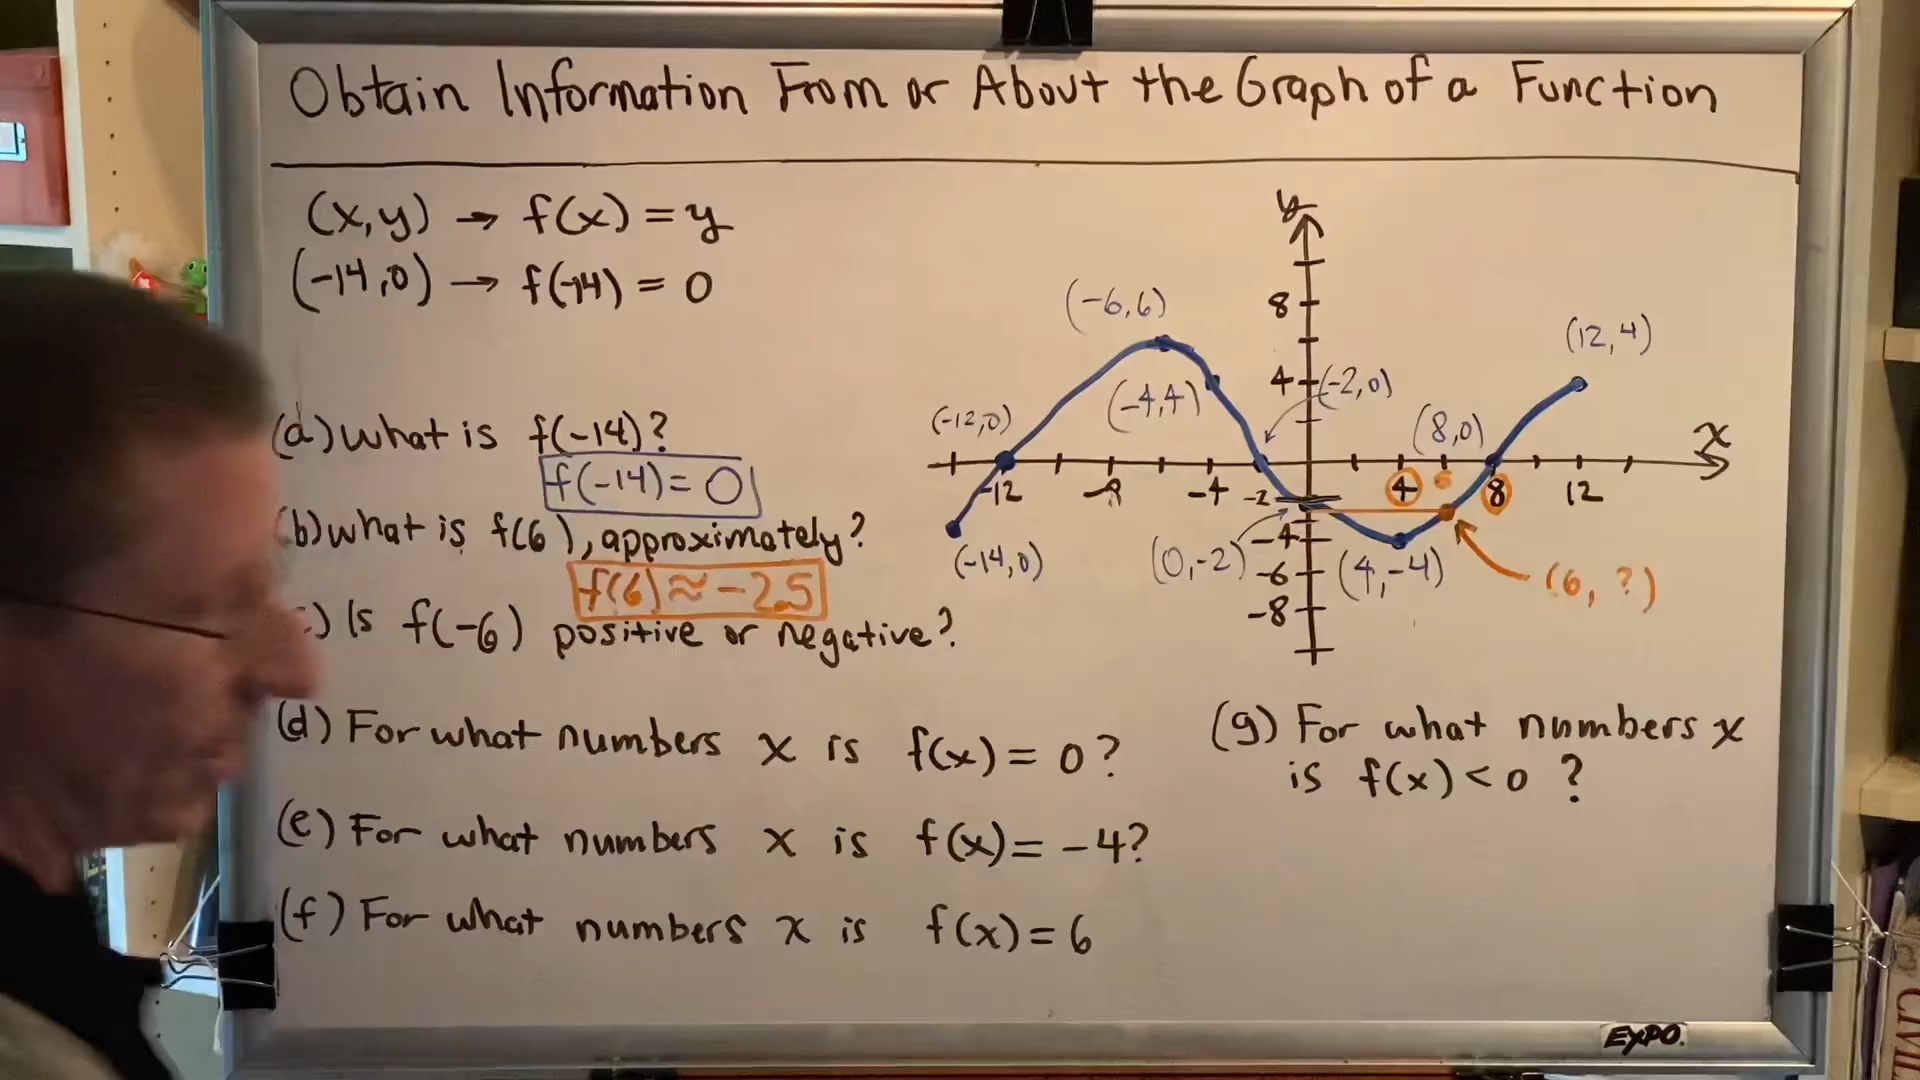 Obtain Information From or About the Graph of a Function
(x,y) → f(x) = y
(-14,0) → f(-14) = 0
(a) What is f(-14)?
f(-14) = 0
b) What is f(6), approximately?
f(6) ≈ -2.5
) Is f(-6) positive or negative?
(d) For what numbers x is f(x) = 0?
(e) For what numbers x is f(x) = -4?
(f) For what numbers x is f(x) = 6
y
8
4
x
-12
-8
-4
4
6
8
12
-2
-4
-6
-8
(-6,6)
(12,4)
(-2,0)
(-4,4)
(-12,0)
(8,0)
(-14,0)
(0,-2)
(4,-4)
(6, ?)
(g) For what numbers x
is f(x) < 0 ?
EXPO.